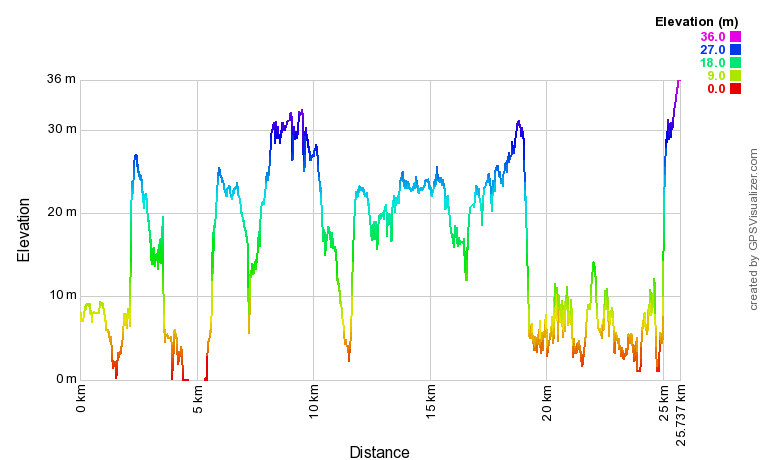 Elevation (m)
36.0
27.0
18.0
9.0
0.0
36 m
30 m
20 m
10 m
0 m
Elevation
0 km
5 km
10 km
15 km
20 km
25 km
25.737 km
Distance
created by GPSVisualizer.com